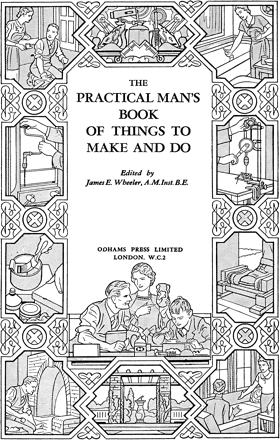 THE
PRACTICAL MAN'S
BOOK
OF THINGS TO
MAKE AND DO
Edited by
James E. Wheeler, A.M.Inst.B.E.
ODHAMS PRESS LIMITED
LONDON, W.C.2